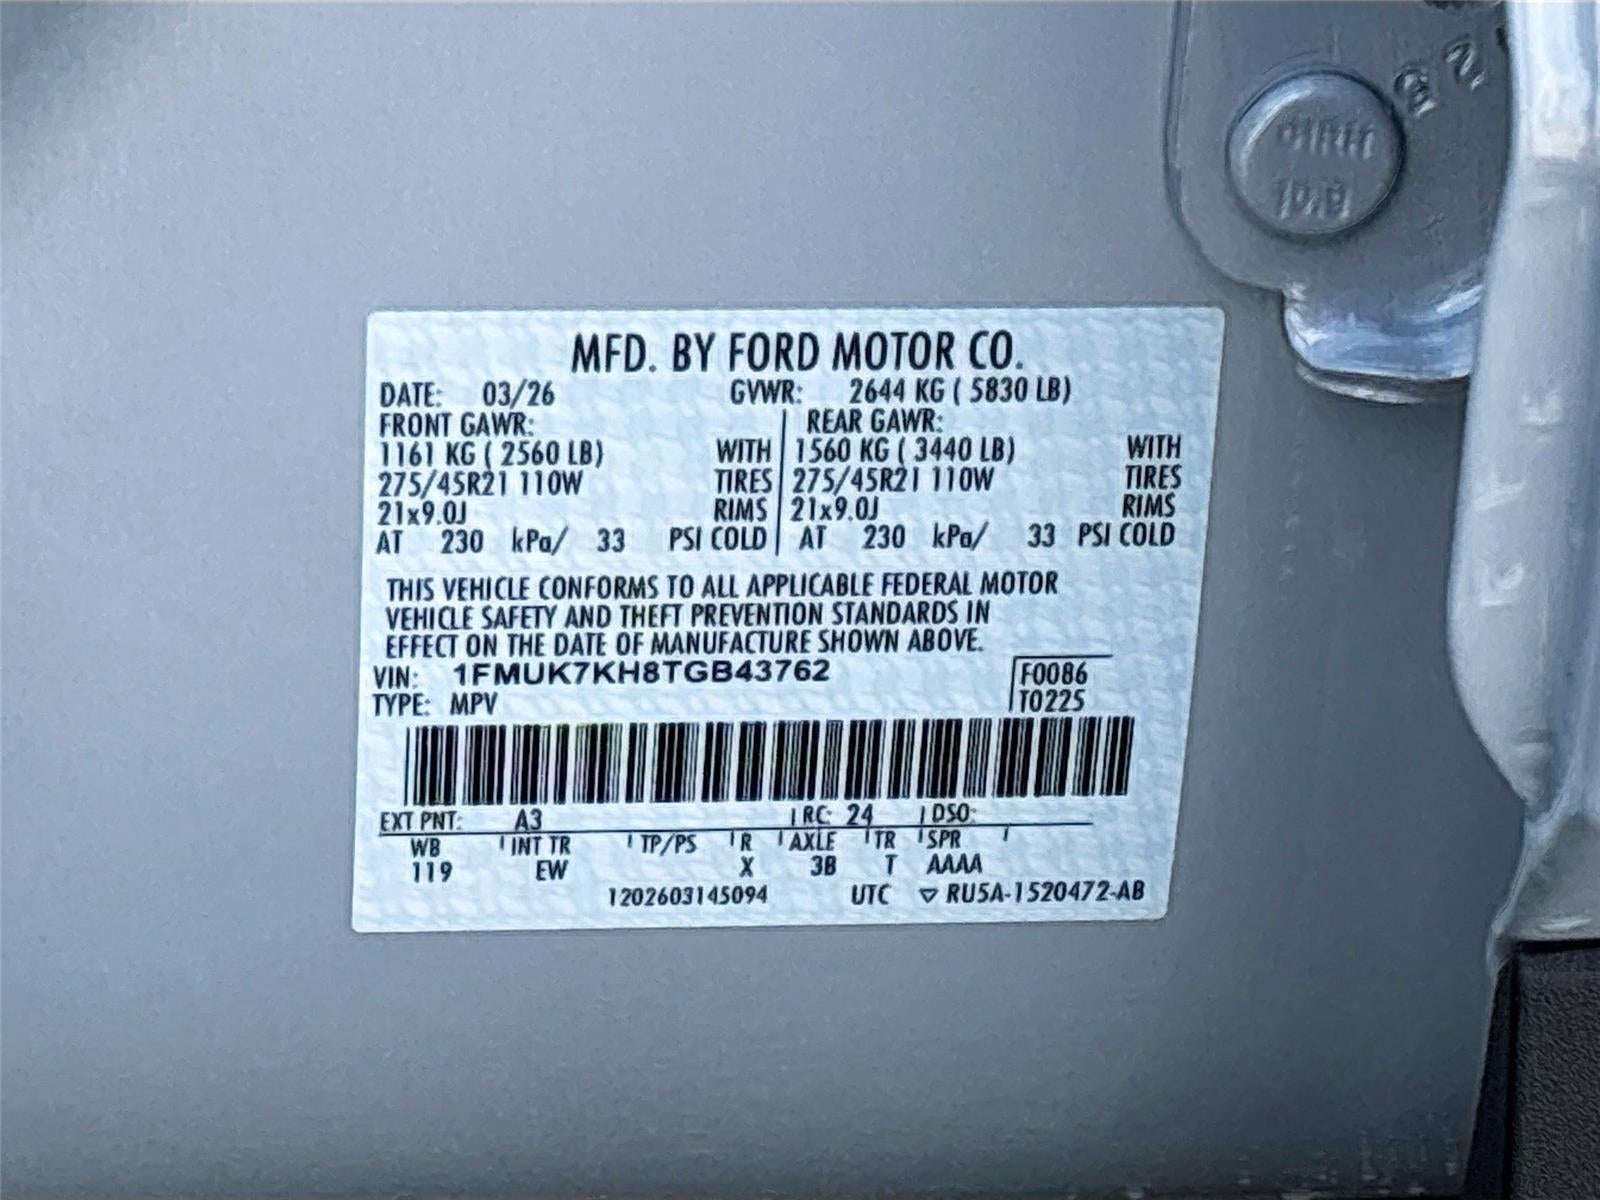 MFD. BY FORD MOTOR CO.
DATE: 03/26 GVWR: 2644 KG ( 5830 LB)
FRONT GAWR: REAR GAWR:
1161 KG ( 2560 LB) WITH 1560 KG ( 3440 LB) WITH
275/45R21 110W TIRES 275/45R21 110W TIRES
21x9.0J RIMS 21x9.0J RIMS
AT 230 kPa/ 33 PSI COLD AT 230 kPa/ 33 PSI COLD
THIS VEHICLE CONFORMS TO ALL APPLICABLE FEDERAL MOTOR
VEHICLE SAFETY AND THEFT PREVENTION STANDARDS IN
EFFECT ON THE DATE OF MANUFACTURE SHOWN ABOVE.
VIN: 1FMUK7KH8TGB43762 F0086
TYPE: MPV T0225
EXT PNT: A3 RC: 24 DSO:
WB INT TR TP/PS R AXLE TR SPR
119 EW X 3B T AAAA
1202603145094 UTC ▽ RU5A-1520472-AB